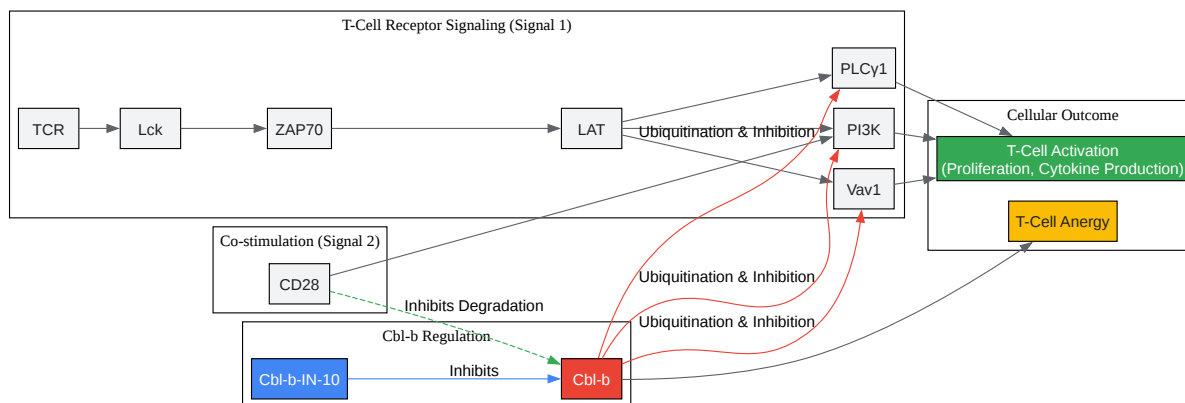 T-Cell Receptor Signaling (Signal 1)
PLCγ1
TCR
Lck
ZAP70
LAT
Ubiquitination & Inhibition
PI3K
Vav1
Cellular Outcome
T-Cell Activation
(Proliferation, Cytokine Production)
T-Cell Anergy
Co-stimulation (Signal 2)
CD28
Inhibits Degradation
Ubiquitination & Inhibition
Ubiquitination & Inhibition
Cbl-b Regulation
Cbl-b-IN-10
Inhibits
Cbl-b